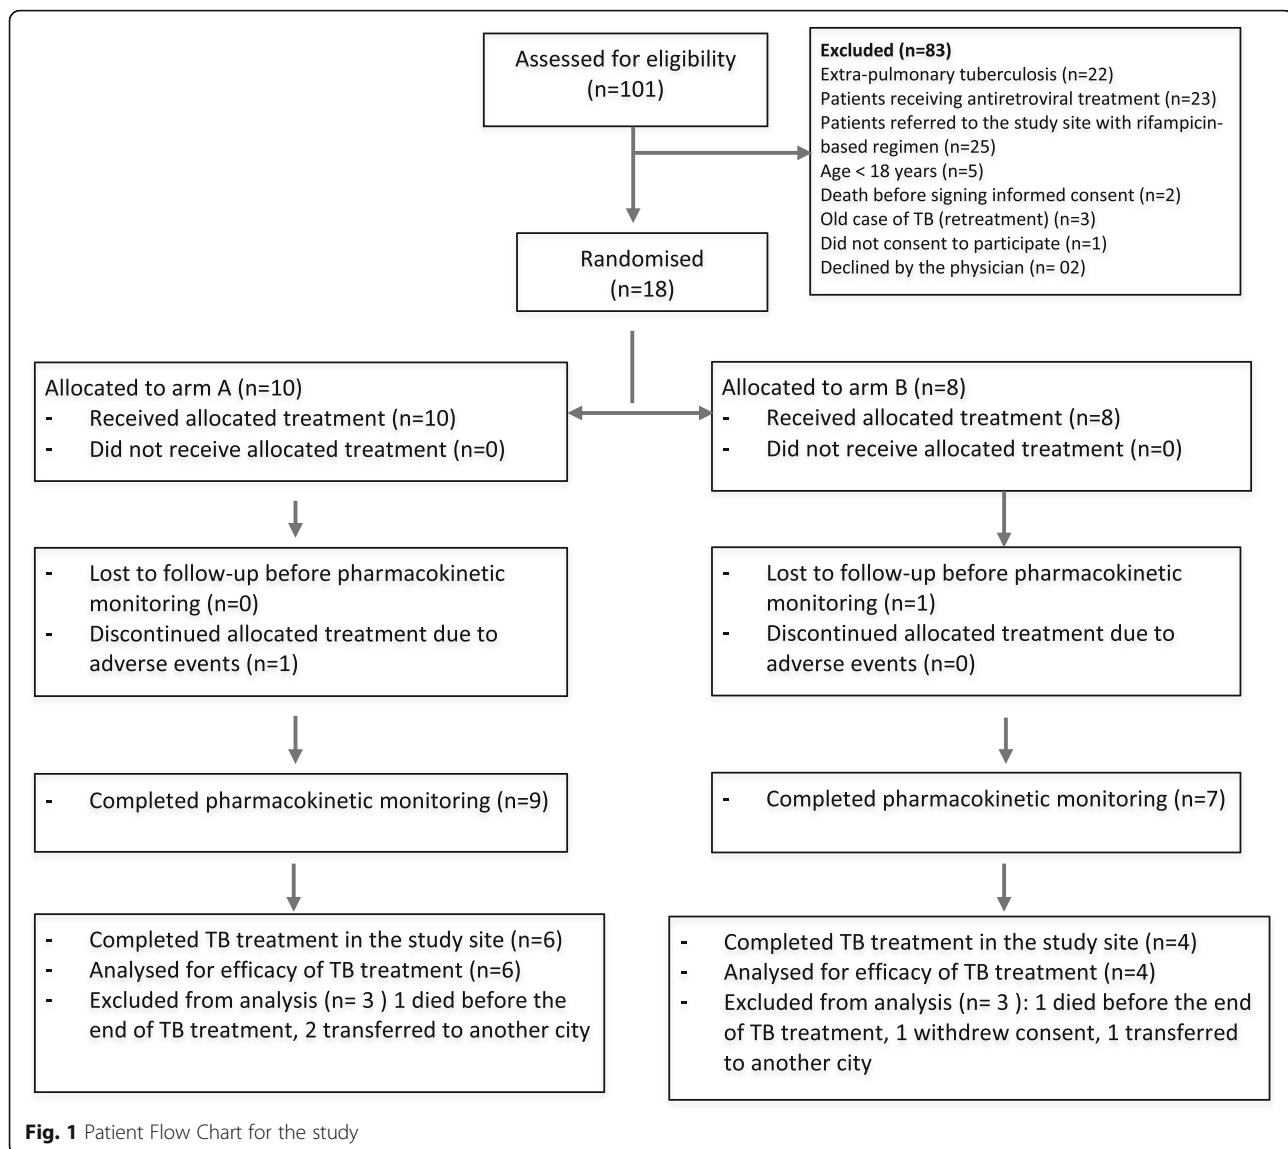 Assessed for eligibility
(n=101)
Excluded (n=83)
Extra-pulmonary tuberculosis (n=22)
Patients receiving antiretroviral treatment (n=23)
Patients referred to the study site with rifampicin-
based regimen (n=25)
Age < 18 years (n=5)
Death before signing informed consent (n=2)
Old case of TB (retreatment) (n=3)
Did not consent to participate (n=1)
Declined by the physician (n= 02)
Randomised
(n=18)
Allocated to arm A (n=10)
- Received allocated treatment (n=10)
- Did not receive allocated treatment (n=0)
Allocated to arm B (n=8)
- Received allocated treatment (n=8)
- Did not receive allocated treatment (n=0)
- Lost to follow-up before pharmacokinetic
monitoring (n=0)
- Discontinued allocated treatment due to
adverse events (n=1)
- Lost to follow-up before pharmacokinetic
monitoring (n=1)
- Discontinued allocated treatment due to
adverse events (n=0)
- Completed pharmacokinetic monitoring (n=9)
- Completed pharmacokinetic monitoring (n=7)
- Completed TB treatment in the study site (n=6)
- Analysed for efficacy of TB treatment (n=6)
- Excluded from analysis (n= 3 ) 1 died before the
end of TB treatment, 2 transferred to another city
- Completed TB treatment in the study site (n=4)
- Analysed for efficacy of TB treatment (n=4)
- Excluded from analysis (n= 3 ): 1 died before the end
of TB treatment, 1 withdrew consent, 1 transferred
to another city
Fig. 1 Patient Flow Chart for the study